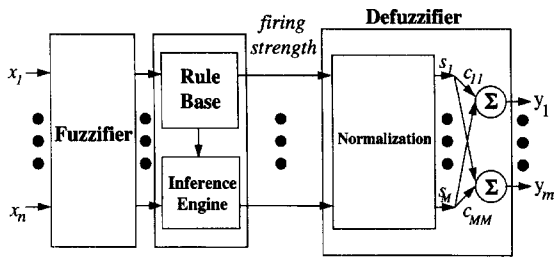 firing
strength
Defuzzifier
x1
Fuzzifier
Rule
Base
Inference
Engine
Normalization
s1
c11
Σ
y1
sM
cMM
Σ
ym
xn